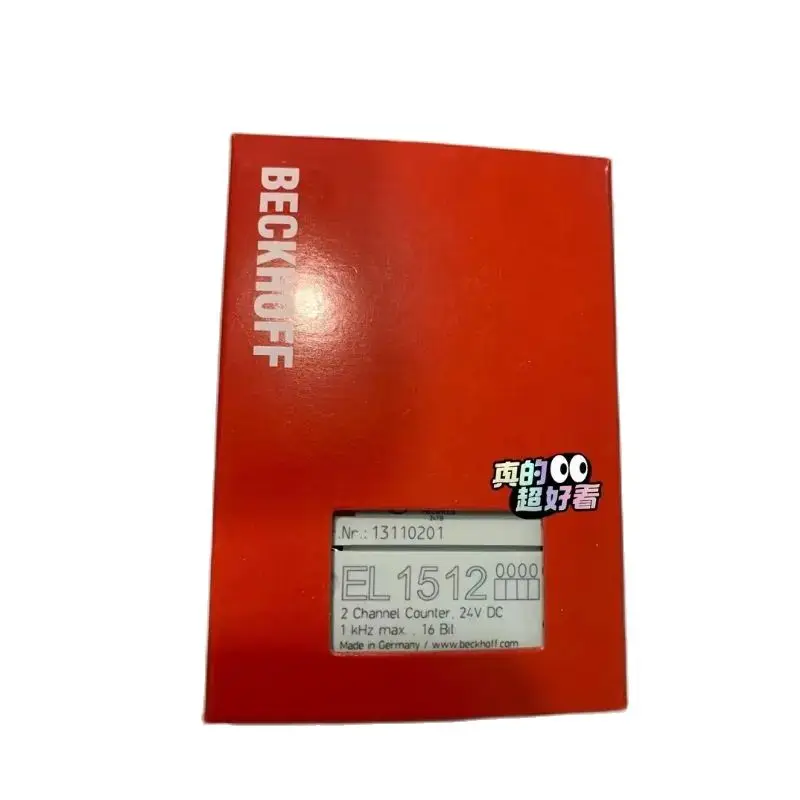 BECKHOFF
真的
超好看
.Nr.: 13110201
EL 1512 0000
2 Channel Counter, 24V DC
1 kHz max. , 16 Bit
Made in Germany / www.beckhoff.com